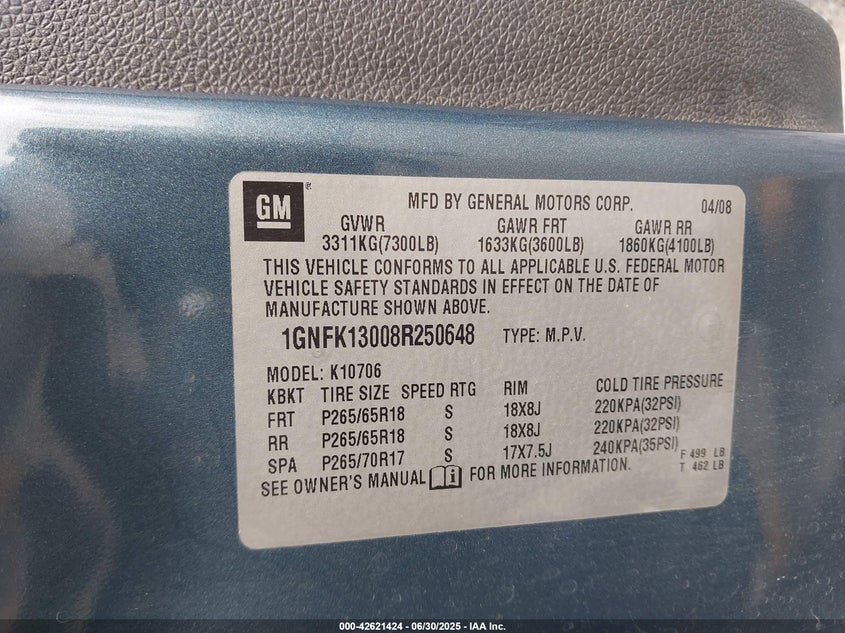 GM ®
MFD BY GENERAL MOTORS CORP. 04/08
GVWR GAWR FRT GAWR RR
3311KG(7300LB) 1633KG(3600LB) 1860KG(4100LB)
THIS VEHICLE CONFORMS TO ALL APPLICABLE U.S. FEDERAL MOTOR
VEHICLE SAFETY STANDARDS IN EFFECT ON THE DATE OF
MANUFACTURE SHOWN ABOVE.
1GNFK13008R250648 TYPE: M.P.V.
MODEL: K10706
KBKT TIRE SIZE SPEED RTG RIM COLD TIRE PRESSURE
FRT P265/65R18 S 18X8J 220KPA(32PSI)
RR P265/65R18 S 18X8J 220KPA(32PSI)
SPA P265/70R17 S 17X7.5J 240KPA(35PSI) F 499 LB
T 462 LB
SEE OWNER'S MANUAL i FOR MORE INFORMATION.
000-42621424 - 06/30/2025 - IAA Inc.